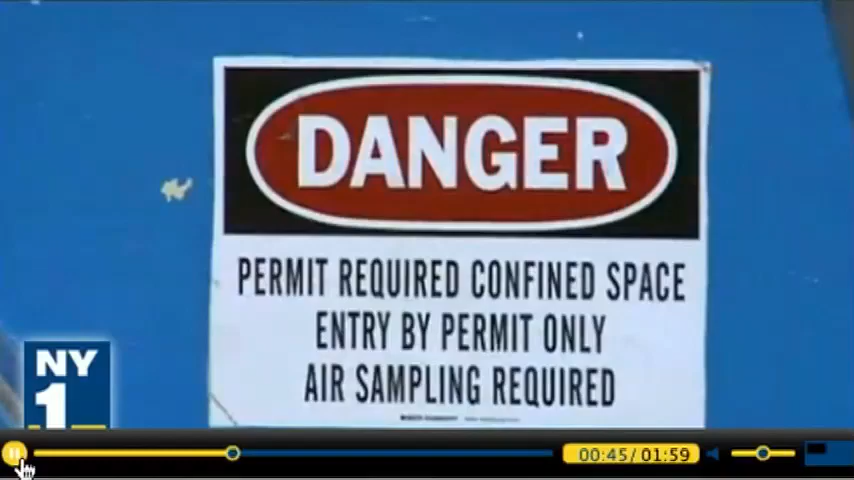 DANGER
PERMIT REQUIRED CONFINED SPACE
ENTRY BY PERMIT ONLY
AIR SAMPLING REQUIRED
NY
1
00:45/01:59